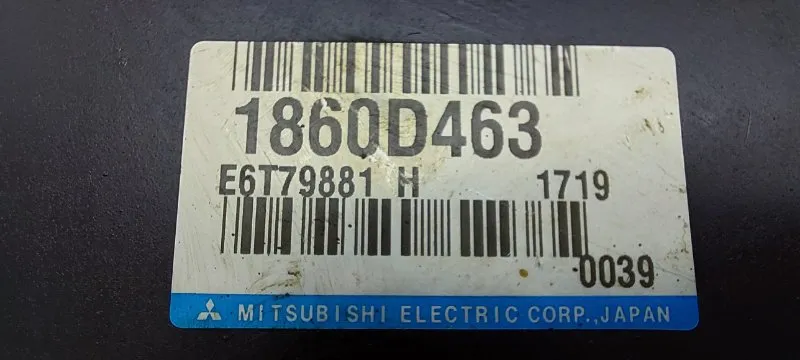 1860D463
E6T79881 H 1719
0039
MITSUBISHI ELECTRIC CORP.,JAPAN